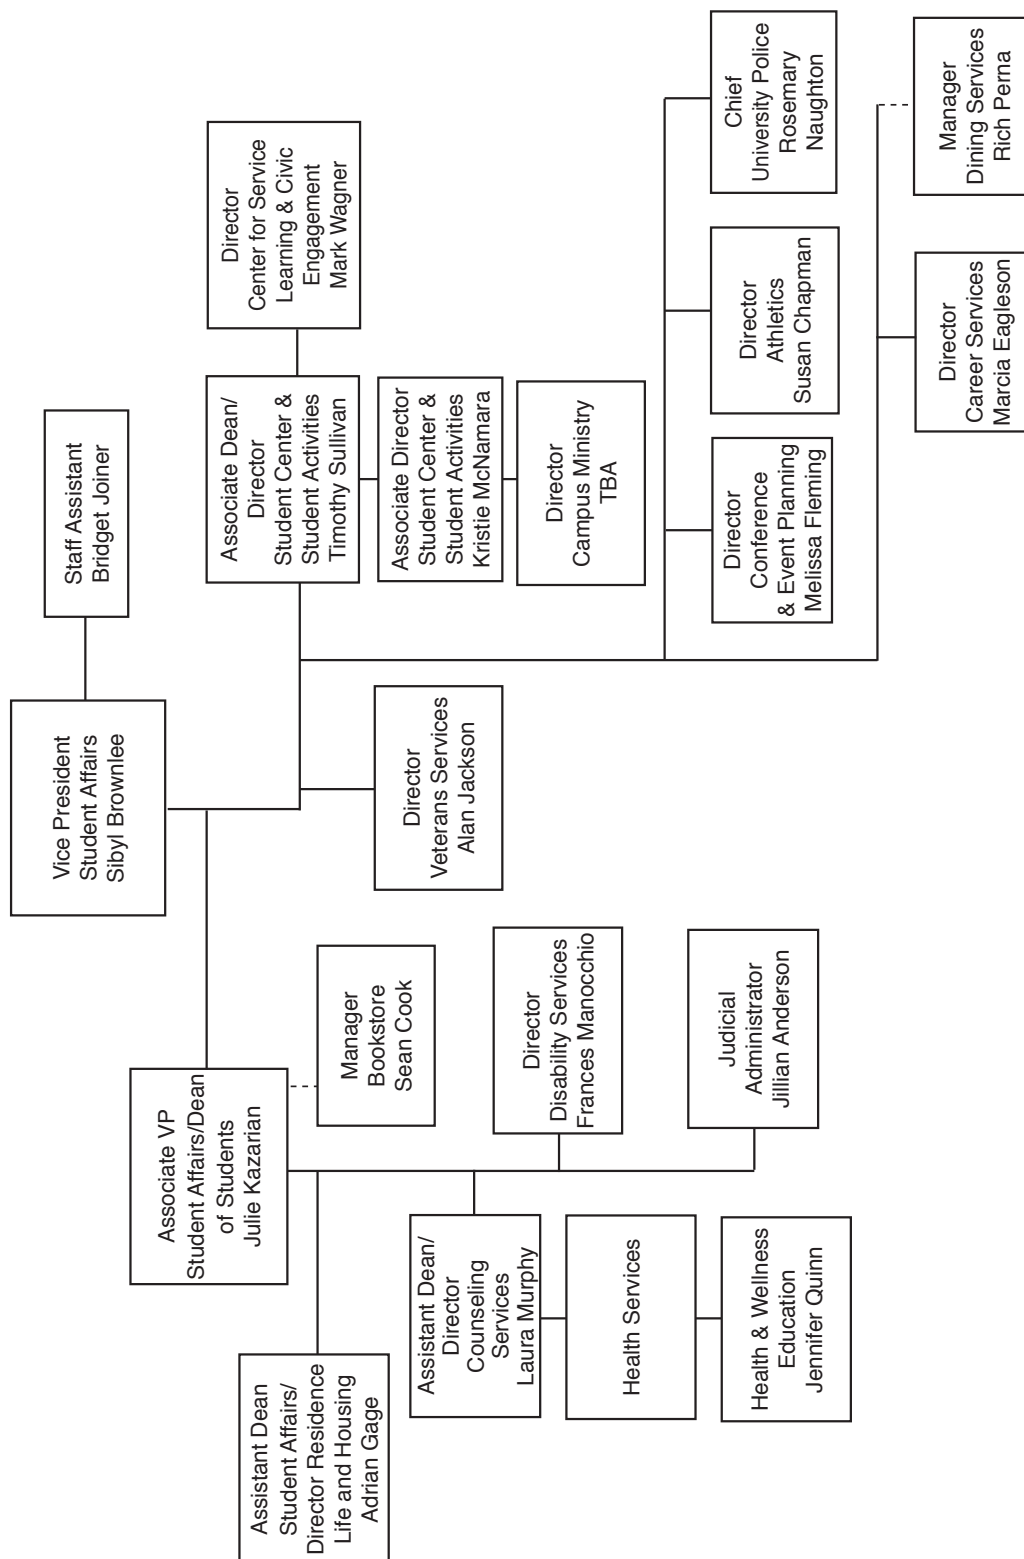 Vice President
Student Affairs
Sibyl Brownlee
Staff Assistant
Bridget Joiner
Associate VP
Student Affairs/Dean
of Students
Julie Kazarian
Associate Dean/
Director
Student Center &
Student Activities
Timothy Sullivan
Director
Center for Service
Learning & Civic
Engagement
Mark Wagner
Assistant Dean
Student Affairs/
Director Residence
Life and Housing
Adrian Gage
Manager
Bookstore
Sean Cook
Director
Veterans Services
Alan Jackson
Associate Director
Student Center &
Student Activities
Kristie McNamara
Assistant Dean/
Director
Counseling
Services
Laura Murphy
Director
Disability Services
Frances Manocchio
Director
Campus Ministry
TBA
Health Services
Judicial
Administrator
Jillian Anderson
Director
Conference
& Event Planning
Melissa Fleming
Director
Athletics
Susan Chapman
Chief
University Police
Rosemary
Naughton
Health & Wellness
Education
Jennifer Quinn
Director
Career Services
Marcia Eagleson
Manager
Dining Services
Rich Perna